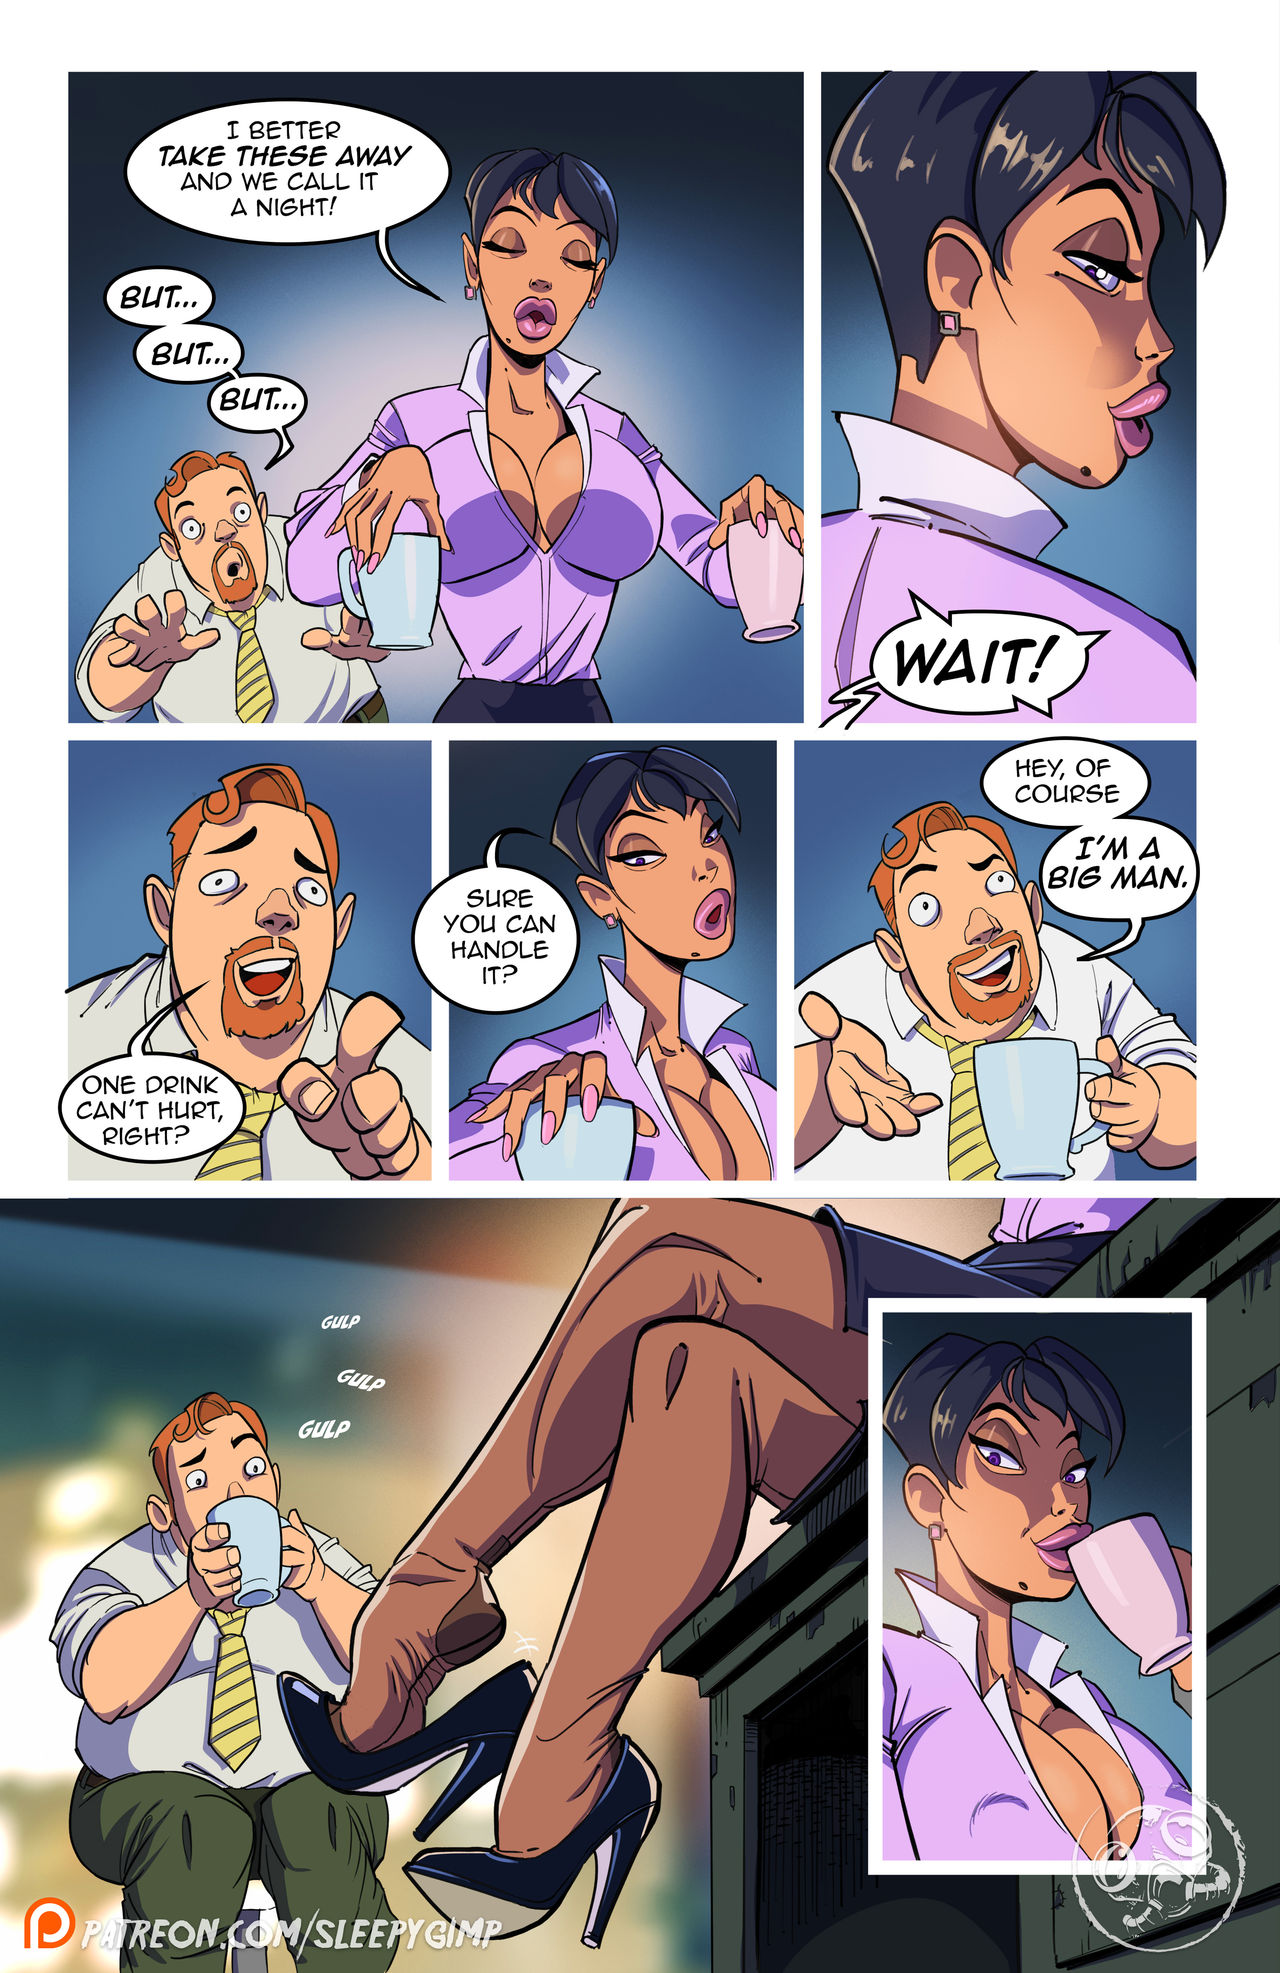 I BETTER
TAKE THESE AWAY
AND WE CALL IT
A NIGHT!
BUT...
BUT...
BUT...
WAIT!
ONE DRINK
CAN'T HURT,
RIGHT?
SURE
YOU CAN
HANDLE
IT?
HEY, OF
COURSE
I'M A
BIG MAN.
GULP
GULP
GULP
PATREON.COM/SLEEPYGIMP